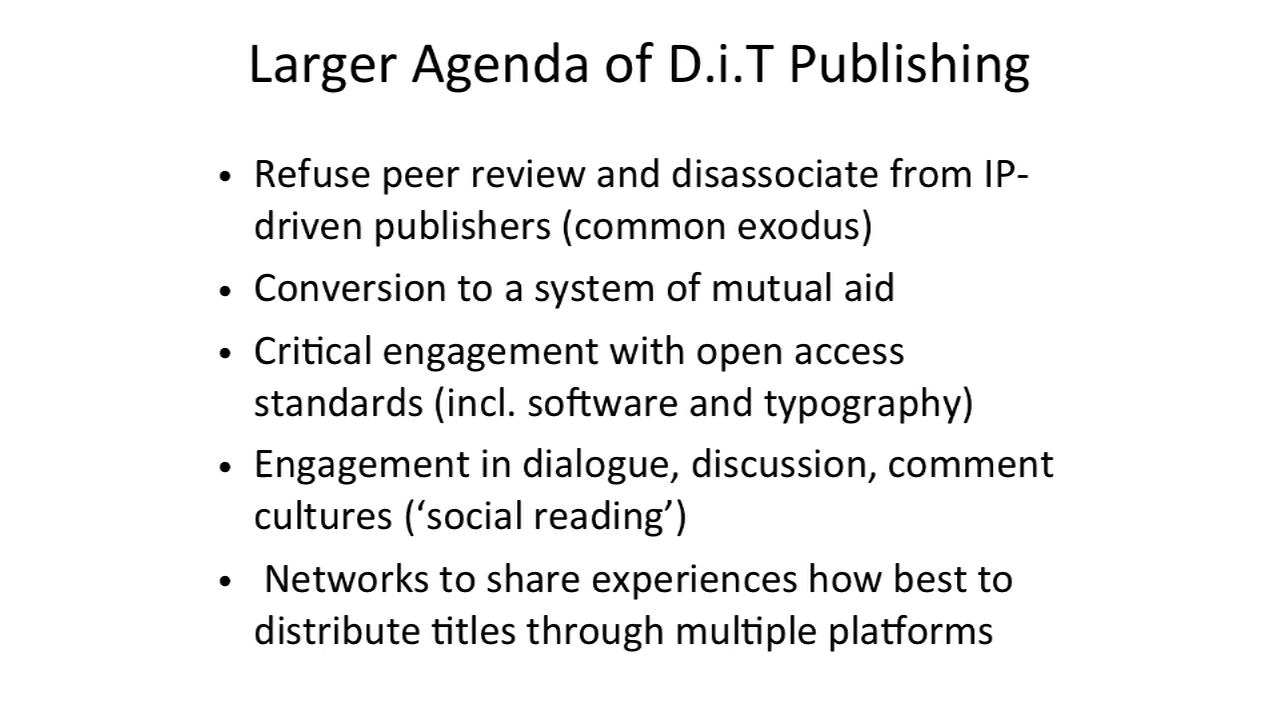 Larger Agenda of D.i.T Publishing
• Refuse peer review and disassociate from IP-
driven publishers (common exodus)
• Conversion to a system of mutual aid
• Critical engagement with open access
standards (incl. software and typography)
• Engagement in dialogue, discussion, comment
cultures (‘social reading’)
• Networks to share experiences how best to
distribute titles through multiple platforms